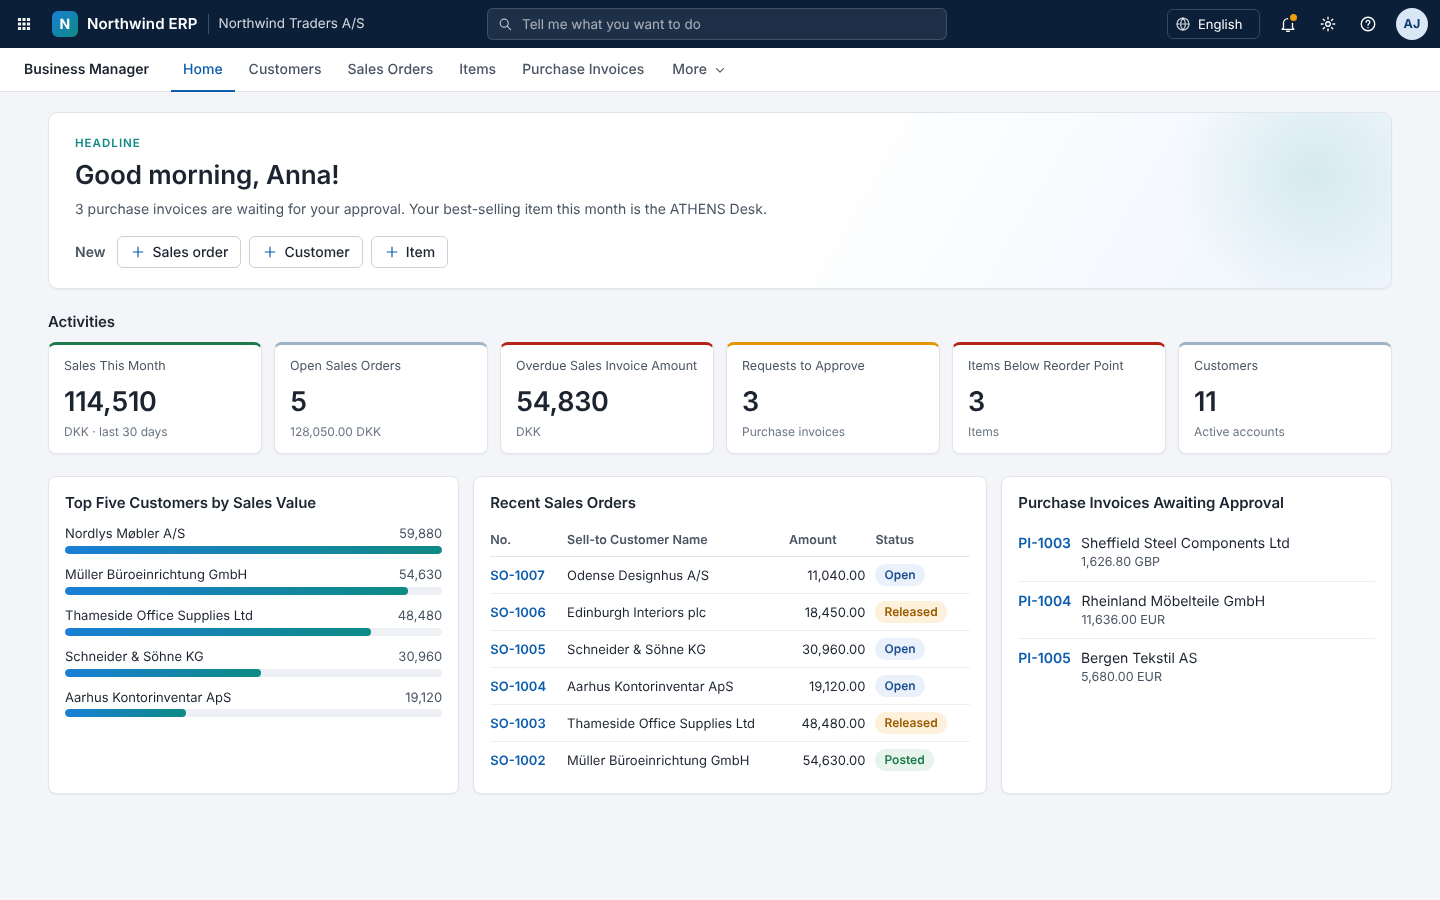 N Northwind ERP Northwind Traders A/S Tell me what you want to do English AJ
Business Manager Home Customers Sales Orders Items Purchase Invoices More
HEADLINE
Good morning, Anna!
3 purchase invoices are waiting for your approval. Your best-selling item this month is the ATHENS Desk.
New + Sales order + Customer + Item
Activities
Sales This Month
114,510
DKK · last 30 days
Open Sales Orders
5
128,050.00 DKK
Overdue Sales Invoice Amount
54,830
DKK
Requests to Approve
3
Purchase invoices
Items Below Reorder Point
3
Items
Customers
11
Active accounts
Top Five Customers by Sales Value
Nordlys Møbler A/S 59,880
Müller Büroeinrichtung GmbH 54,630
Thameside Office Supplies Ltd 48,480
Schneider & Söhne KG 30,960
Aarhus Kontorinventar ApS 19,120
Recent Sales Orders
No. Sell-to Customer Name Amount Status
SO-1007 Odense Designhus A/S 11,040.00 Open
SO-1006 Edinburgh Interiors plc 18,450.00 Released
SO-1005 Schneider & Söhne KG 30,960.00 Open
SO-1004 Aarhus Kontorinventar ApS 19,120.00 Open
SO-1003 Thameside Office Supplies Ltd 48,480.00 Released
SO-1002 Müller Büroeinrichtung GmbH 54,630.00 Posted
Purchase Invoices Awaiting Approval
PI-1003 Sheffield Steel Components Ltd
1,626.80 GBP
PI-1004 Rheinland Möbelteile GmbH
11,636.00 EUR
PI-1005 Bergen Tekstil AS
5,680.00 EUR